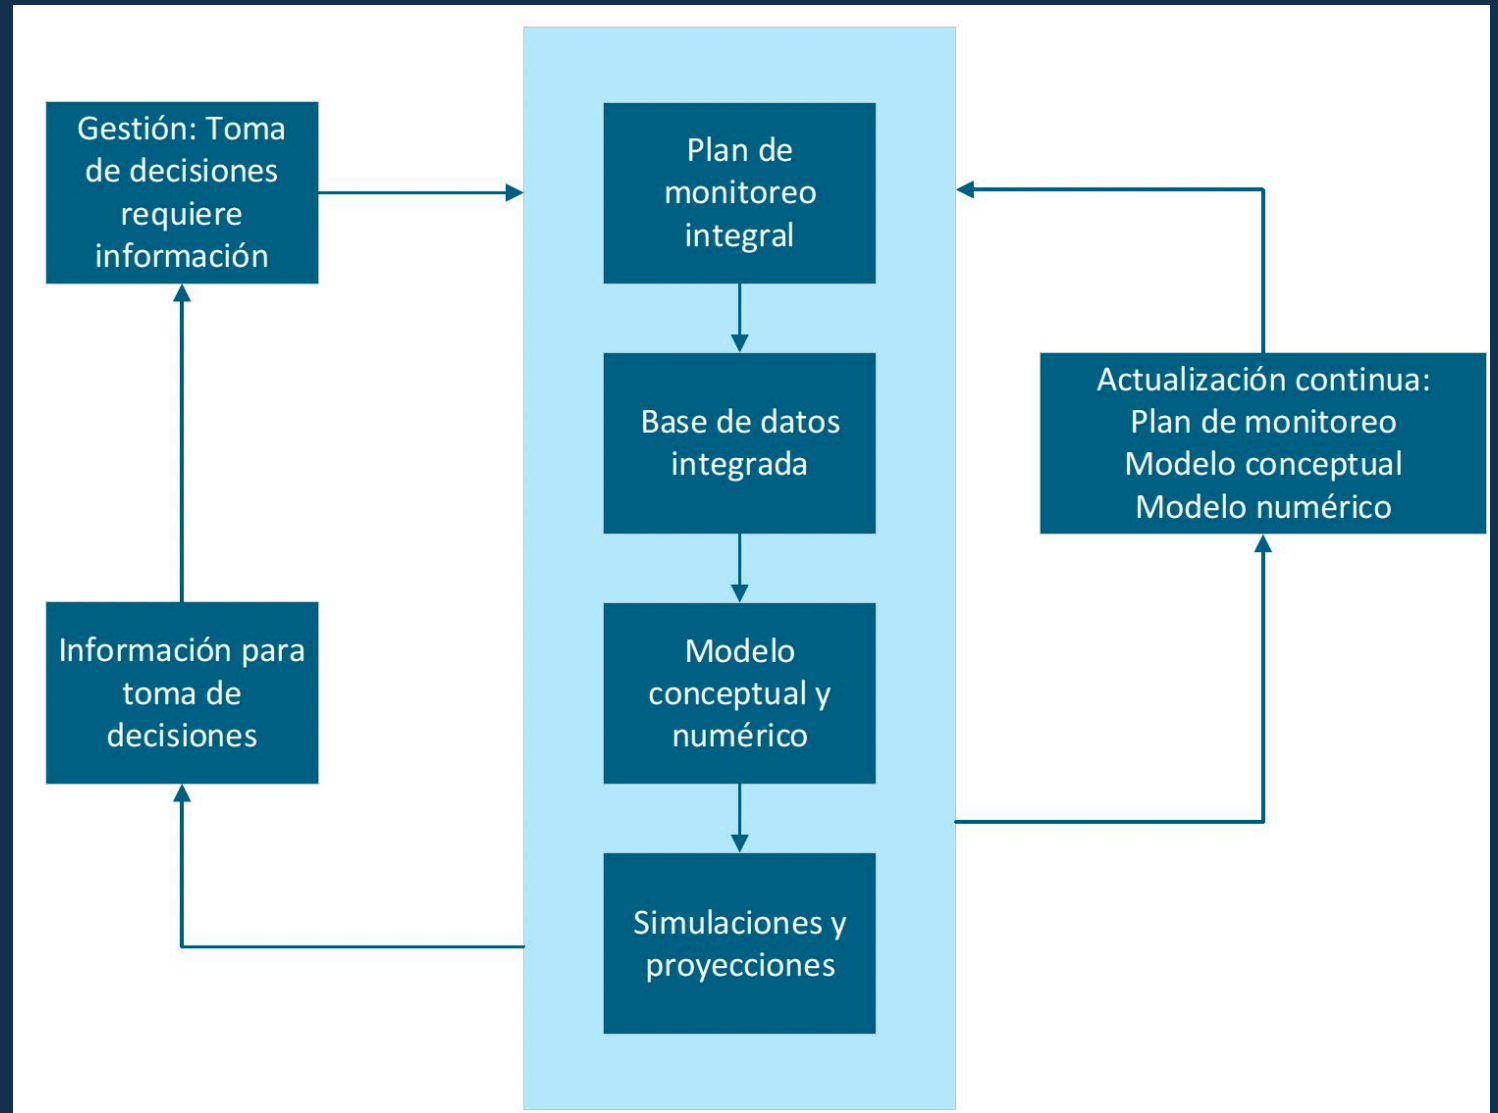 Gestión: Toma
de decisiones
requiere
información
Plan de
monitoreo
integral
Base de datos
integrada
Actualización continua:
Plan de monitoreo
Modelo conceptual
Modelo numérico
Información para
toma de
decisiones
Modelo
conceptual y
numérico
Simulaciones y
proyecciones